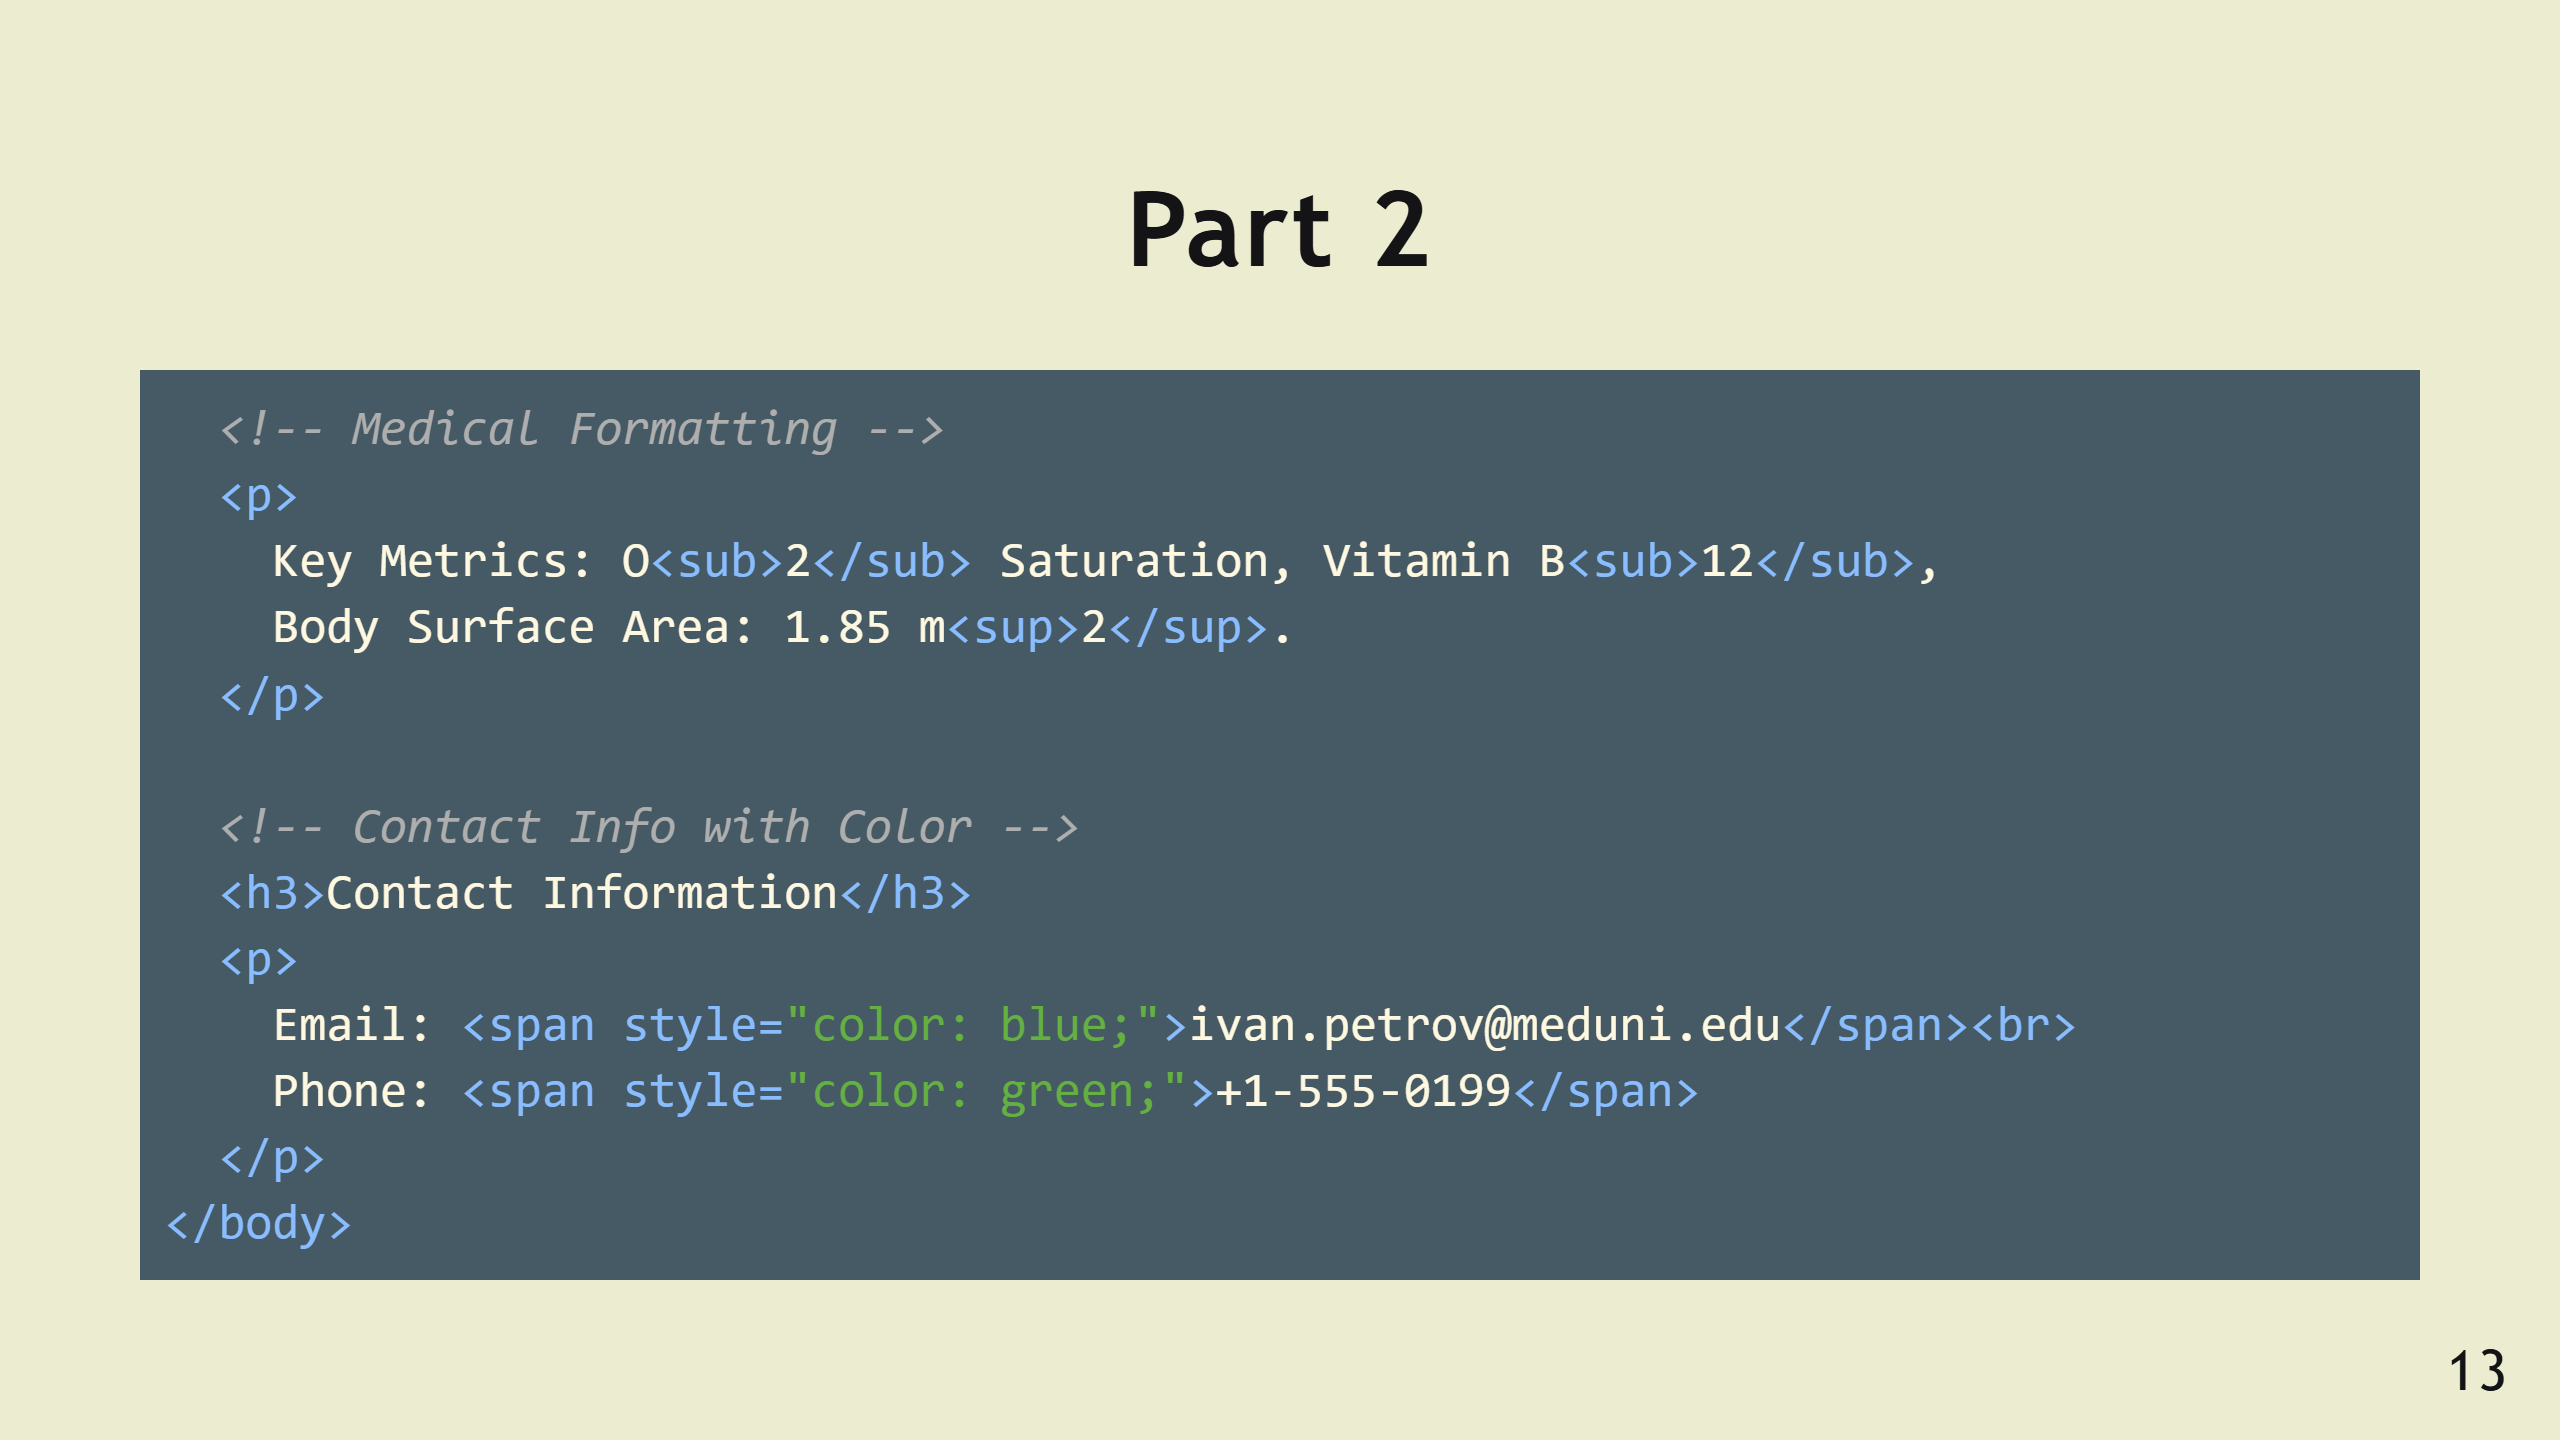 Part 2
<!-- Medical Formatting -->
<p>
Key Metrics: O<sub>2</sub> Saturation, Vitamin B<sub>12</sub>,
Body Surface Area: 1.85 m<sup>2</sup>.
</p>
<!-- Contact Info with Color -->
<h3>Contact Information</h3>
<p>
Email: <span style="color: blue;">ivan.petrov@meduni.edu</span><br>
Phone: <span style="color: green;">+1-555-0199</span>
</p>
</body>
13